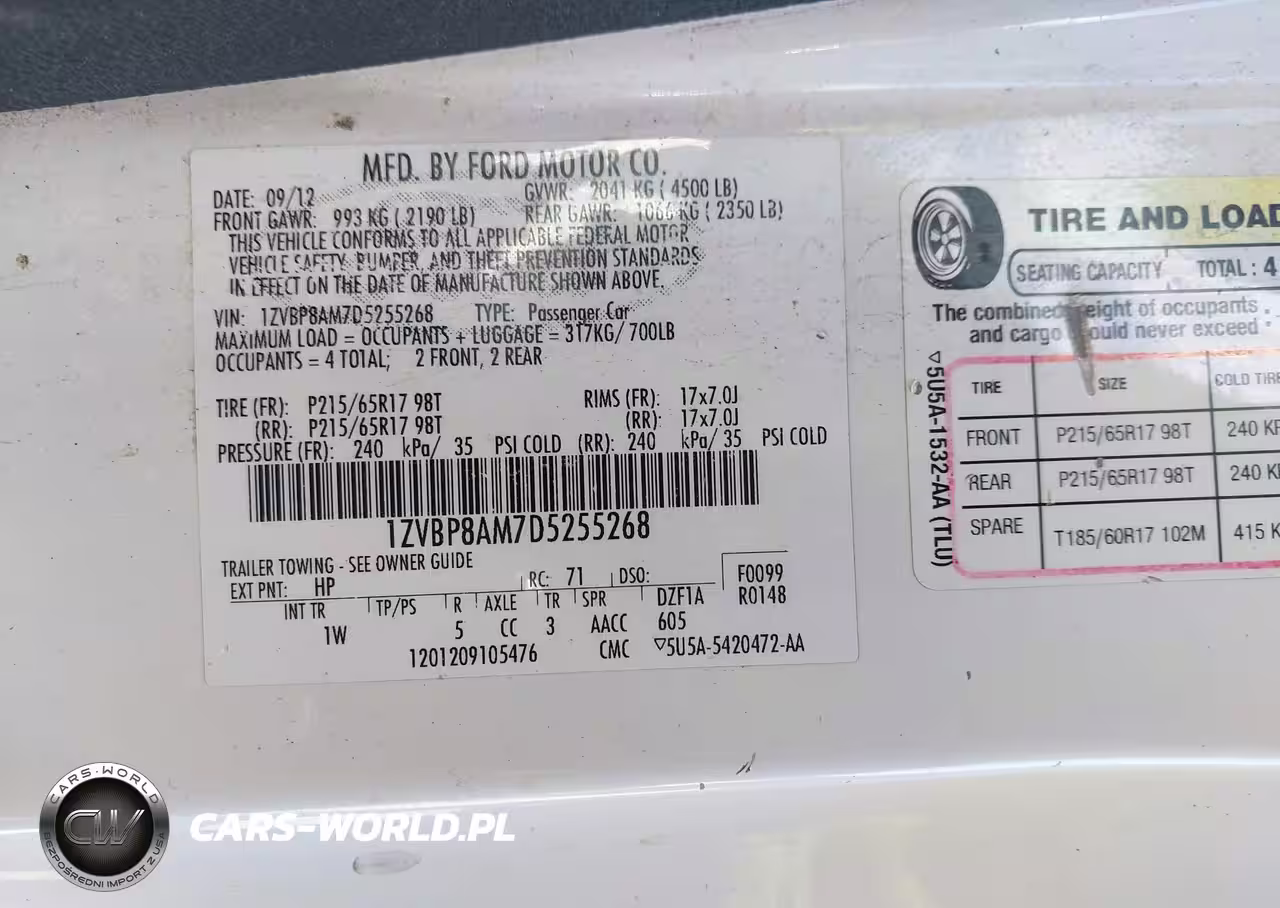 MFD. BY FORD MOTOR CO.
DATE: 09/12 GVWR: 2041 KG ( 4500 LB)
FRONT GAWR: 993 KG ( 2190 LB) REAR GAWR: 1066 KG ( 2350 LB)
THIS VEHICLE CONFORMS TO ALL APPLICABLE FEDERAL MOTOR
VEHICLE SAFETY, BUMPER, AND THEFT PREVENTION STANDARDS
IN EFFECT ON THE DATE OF MANUFACTURE SHOWN ABOVE.
VIN: 1ZVBP8AM7D5255268 TYPE: Passenger Car
MAXIMUM LOAD = OCCUPANTS + LUGGAGE = 317KG/ 700LB
OCCUPANTS = 4 TOTAL; 2 FRONT, 2 REAR
TIRE (FR): P215/65R17 98T RIMS (FR): 17x7.0J
(RR): P215/65R17 98T (RR): 17x7.0J
PRESSURE (FR): 240 kPa/ 35 PSI COLD (RR): 240 kPa/ 35 PSI COLD
1ZVBP8AM7D5255268
TRAILER TOWING - SEE OWNER GUIDE
EXT PNT: HP RC: 71 DSO: F0099
INT TR TP/PS R AXLE TR SPR DZF1A R0148
1W 5 CC 3 AACC 605
1201209105476 CMC ▽5U5A-5420472-AA
TIRE AND LOAD
SEATING CAPACITY TOTAL : 4
The combined weight of occupants
and cargo should never exceed
▽5U5A-1532-AA (TLU)
TIRE SIZE COLD TIRE
FRONT P215/65R17 98T 240 KP
REAR P215/65R17 98T 240 K
SPARE T185/60R17 102M 415 K
CARS-WORLD
CW
BEZPOŚREDNI IMPORT Z USA
CARS-WORLD.PL